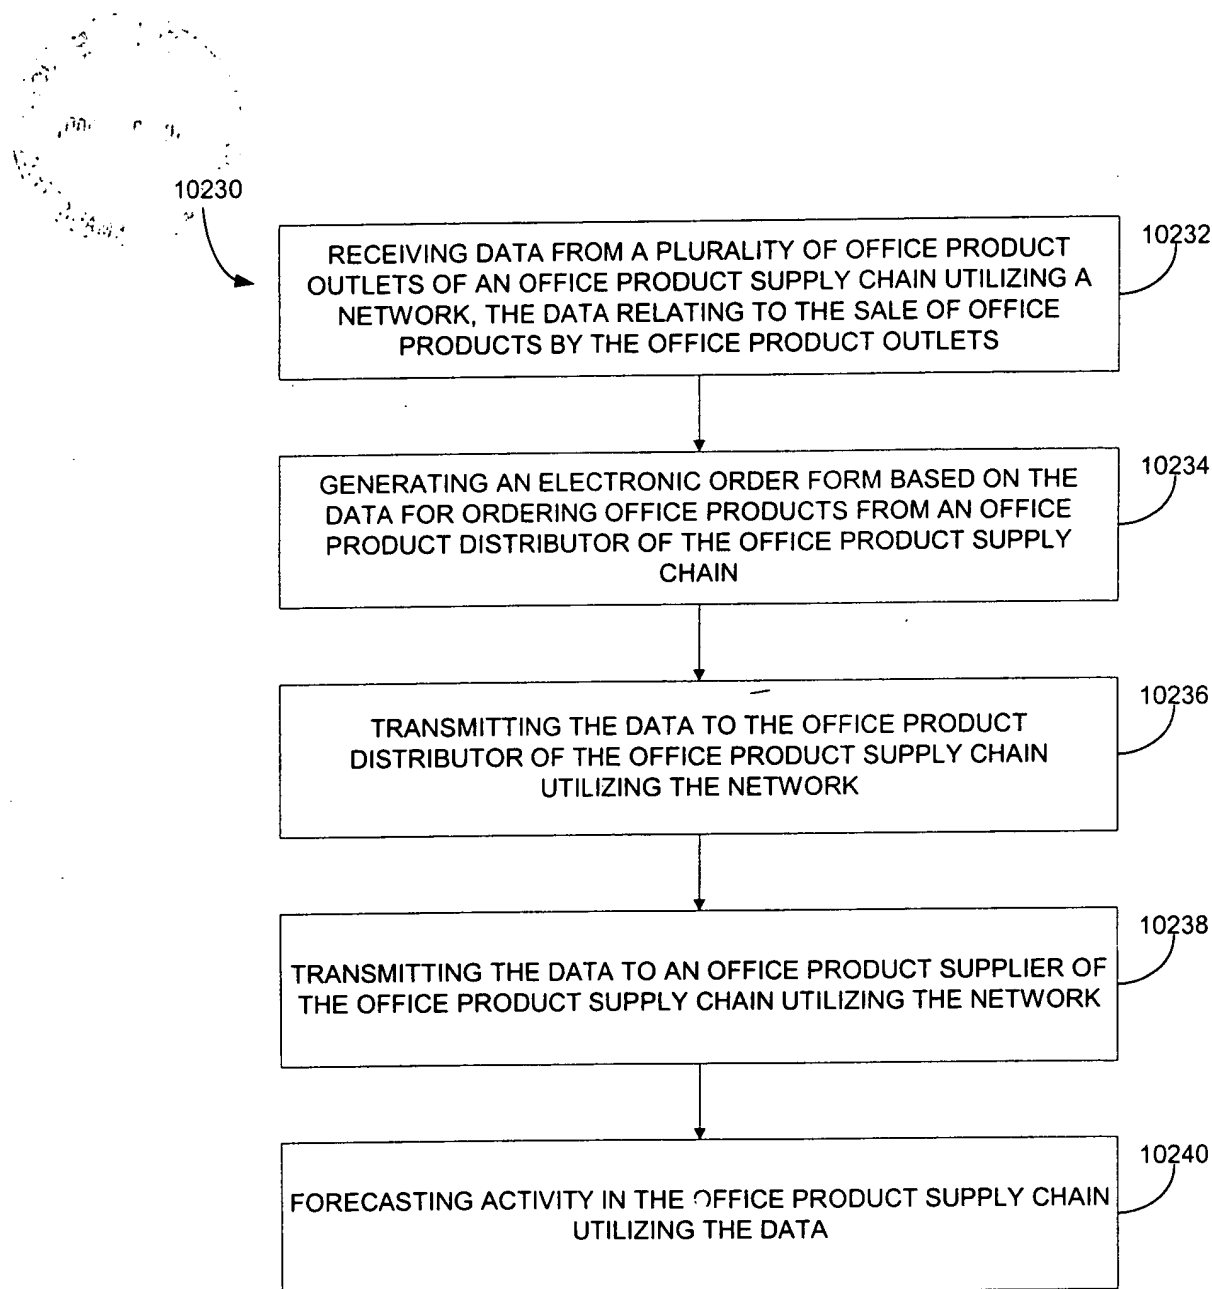 10230
RECEIVING DATA FROM A PLURALITY OF OFFICE PRODUCT
OUTLETS OF AN OFFICE PRODUCT SUPPLY CHAIN UTILIZING A
NETWORK, THE DATA RELATING TO THE SALE OF OFFICE
PRODUCTS BY THE OFFICE PRODUCT OUTLETS
10232
GENERATING AN ELECTRONIC ORDER FORM BASED ON THE
DATA FOR ORDERING OFFICE PRODUCTS FROM AN OFFICE
PRODUCT DISTRIBUTOR OF THE OFFICE PRODUCT SUPPLY
CHAIN
10234
TRANSMITTING THE DATA TO THE OFFICE PRODUCT
DISTRIBUTOR OF THE OFFICE PRODUCT SUPPLY CHAIN
UTILIZING THE NETWORK
10236
TRANSMITTING THE DATA TO AN OFFICE PRODUCT SUPPLIER OF
THE OFFICE PRODUCT SUPPLY CHAIN UTILIZING THE NETWORK
10238
FORECASTING ACTIVITY IN THE OFFICE PRODUCT SUPPLY CHAIN
UTILIZING THE DATA
10240